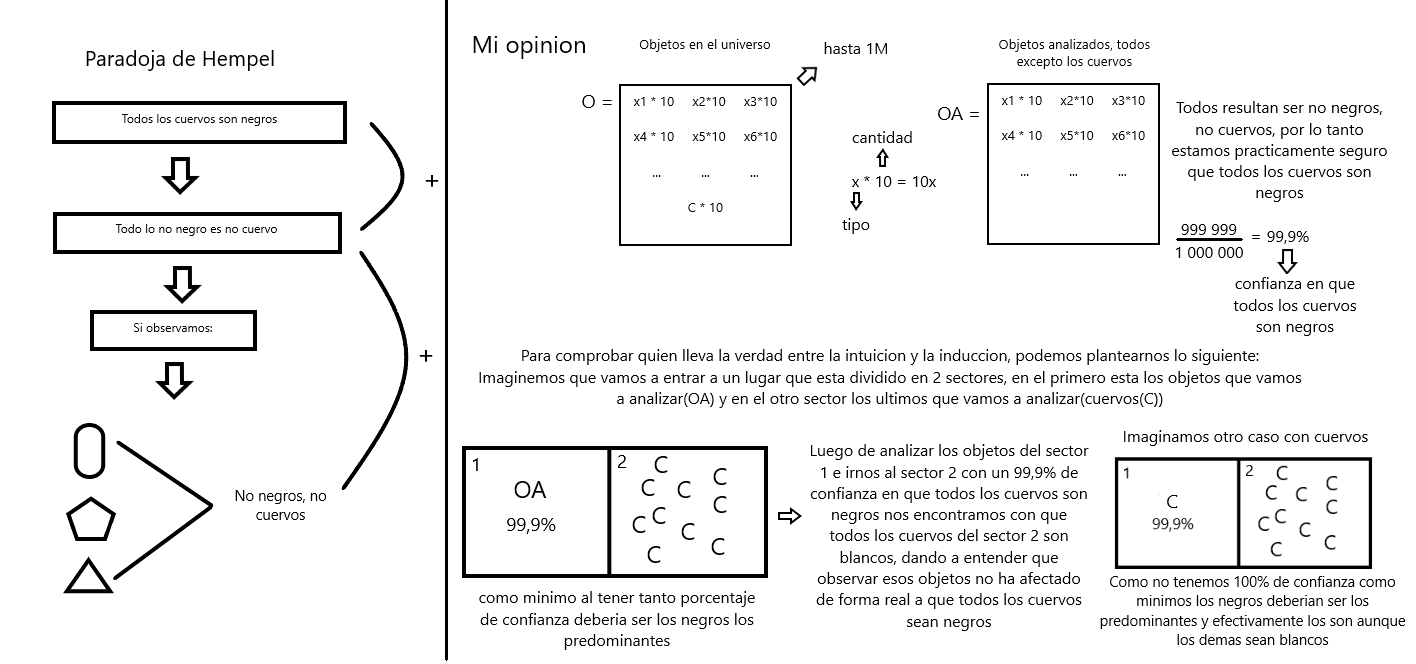 Paradoja de Hempel
Todos los cuervos son negros
Todo lo no negro es no cuervo
+
Si observamos:
+
No negros, no
cuervos
Mi opinion
Objetos en el universo
hasta 1M
O =
x1 * 10 x2*10 x3*10
x4 * 10 x5*10 x6*10
... ... ...
C * 10
cantidad
x * 10 = 10x
tipo
Objetos analizados, todos
excepto los cuervos
OA =
x1 * 10 x2*10 x3*10
x4 * 10 x5*10 x6*10
... ... ...
Todos resultan ser no negros,
no cuervos, por lo tanto
estamos practicamente seguro
que todos los cuervos son
negros
999 999
1 000 000
= 99,9%
confianza en que
todos los cuervos
son negros
Para comprobar quien lleva la verdad entre la intuicion y la induccion, podemos plantearnos lo siguiente:
Imaginemos que vamos a entrar a un lugar que esta dividido en 2 sectores, en el primero esta los objetos que vamos
a analizar(OA) y en el otro sector los ultimos que vamos a analizar(cuervos(C))
1
OA
99,9%
2
C
C
C
C
C
C
C
C
C
C
como minimo al tener tanto porcentaje
de confianza deberia ser los negros los
predominantes
Luego de analizar los objetos del sector
1 e irnos al sector 2 con un 99,9% de
confianza en que todos los cuervos son
negros nos encontramos con que
todos los cuervos del sector 2 son
blancos, dando a entender que
observar esos objetos no ha afectado
de forma real a que todos los cuervos
sean negros
Imaginamos otro caso con cuervos
1
C
99,9%
2
C
C
C
C
C
C
C
C
C
C
Como no tenemos 100% de confianza como
minimos los negros deberian ser los
predominantes y efectivamente los son aunque
los demas sean blancos